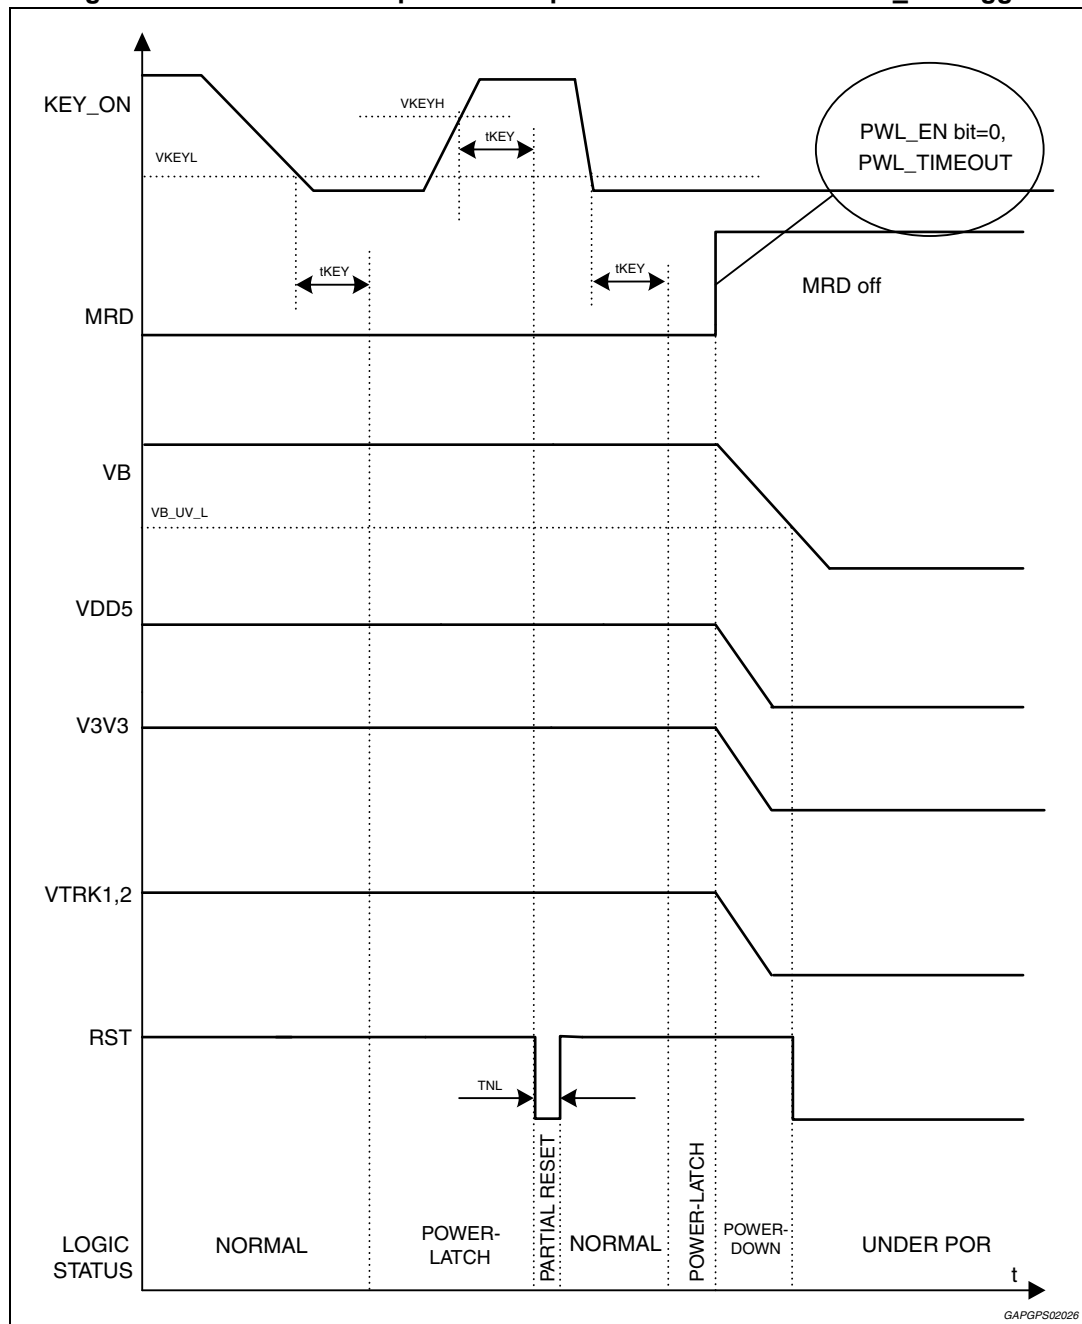 KEY_ON
VKEYH
tKEY
VKEYL
PWL_EN bit=0,
PWL_TIMEOUT
tKEY
tKEY
MRD off
MRD
VB
VB_UV_L
VDD5
V3V3
VTRK1,2
RST
TNL
LOGIC
STATUS
NORMAL
POWER-
LATCH
PARTIAL RESET
NORMAL
POWER-LATCH
POWER-
DOWN
UNDER POR
t
GAPGPS02026